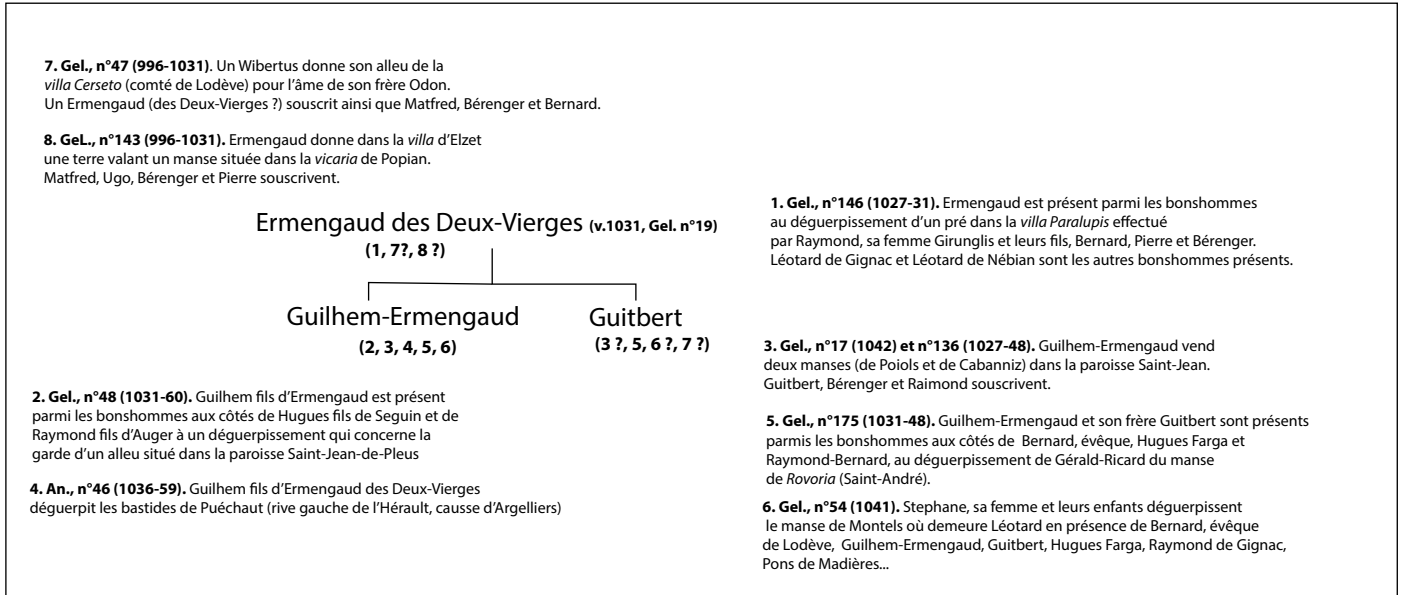 7. Gel., n°47 (996-1031). Un Wibertus donne son alleu de la
villa Cerseto (comté de Lodève) pour l'âme de son frère Odon.
Un Ermengaud (des Deux-Vierges ?) souscrit ainsi que Matfred, Bérenger et Bernard.
8. GeL., n°143 (996-1031). Ermengaud donne dans la villa d'Elzet
une terre valant un manse située dans la vicaria de Popian.
Matfred, Ugo, Bérenger et Pierre souscrivent.
1. Gel., n°146 (1027-31). Ermengaud est présent parmi les bonshommes
au déguerpissement d'un pré dans la villa Paralupis effectué
par Raymond, sa femme Girunglis et leurs fils, Bernard, Pierre et Bérenger.
Léotard de Gignac et Léotard de Nébian sont les autres bonshommes présents.
Ermengaud des Deux-Vierges (v.1031, Gel. n°19)
(1, 7?, 8 ?)
Guilhem-Ermengaud
(2, 3, 4, 5, 6)
Guitbert
(3 ?, 5, 6 ?, 7 ?)
2. Gel., n°48 (1031-60). Guilhem fils d'Ermengaud est présent
parmi les bonshommes aux côtés de Hugues fils de Seguin et de
Raymond fils d'Auger à un déguerpissement qui concerne la
garde d'un alleu situé dans la paroisse Saint-Jean-de-Pleus
4. An., n°46 (1036-59). Guilhem fils d'Ermengaud des Deux-Vierges
déguerpit les bastides de Puéchaut (rive gauche de l'Hérault, causse d'Argelliers)
3. Gel., n°17 (1042) et n°136 (1027-48). Guilhem-Ermengaud vend
deux manses (de Poiols et de Cabanniz) dans la paroisse Saint-Jean.
Guitbert, Bérenger et Raimond souscrivent.
5. Gel., n°175 (1031-48). Guilhem-Ermengaud et son frère Guitbert sont présents
parmis les bonshommes aux côtés de Bernard, évêque, Hugues Farga et
Raymond-Bernard, au déguerpissement de Gérald-Ricard du manse
de Rovoria (Saint-André).
6. Gel., n°54 (1041). Stephane, sa femme et leurs enfants déguerpissent
le manse de Montels où demeure Léotard en présence de Bernard, évêque
de Lodève, Guilhem-Ermengaud, Guitbert, Hugues Farga, Raymond de Gignac,
Pons de Madières...